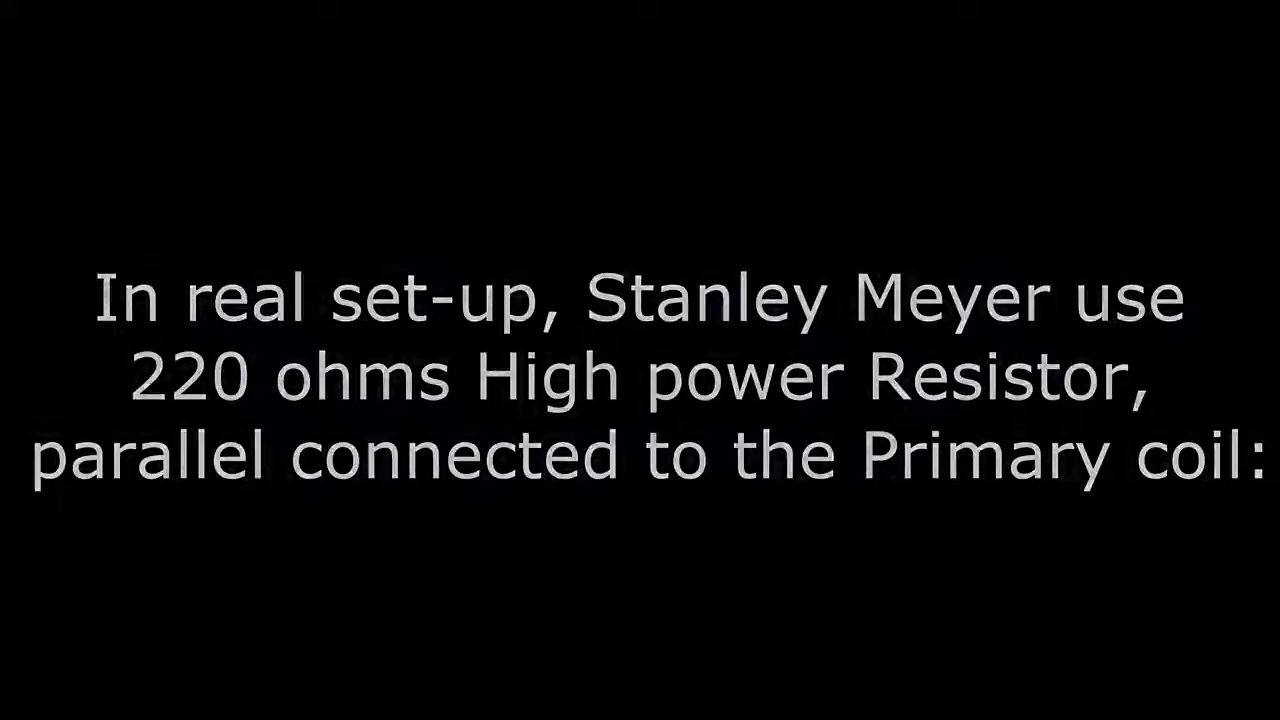 In real set-up, Stanley Meyer use
220 ohms High power Resistor,
parallel connected to the Primary coil: